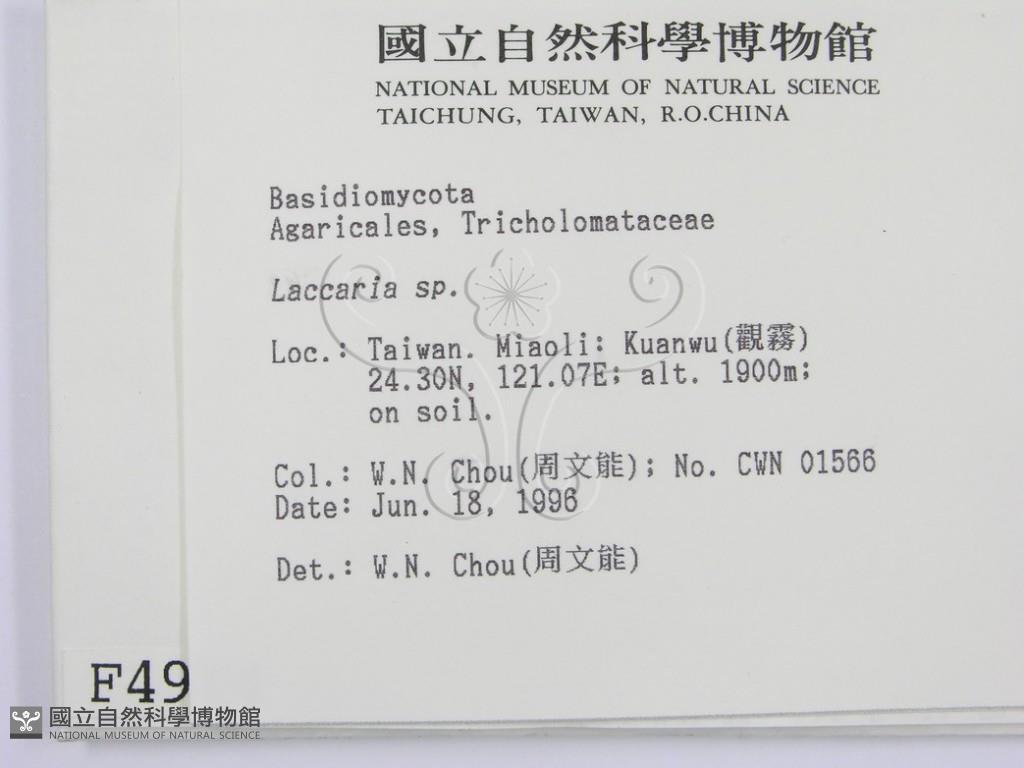 國立自然科學博物館
NATIONAL MUSEUM OF NATURAL SCIENCE
TAICHUNG, TAIWAN, R.O.CHINA
Basidiomycota
Agaricales, Tricholomataceae
Laccaria sp.
Loc.: Taiwan. Miaoli: Kuanwu(觀霧)
24.30N, 121.07E; alt. 1900m;
on soil.
Col.: W.N. Chou(周文能); No. CWN 01566
Date: Jun. 18, 1996
Det.: W.N. Chou(周文能)
F49
國立自然科學博物館
NATIONAL MUSEUM OF NATURAL SCIENCE